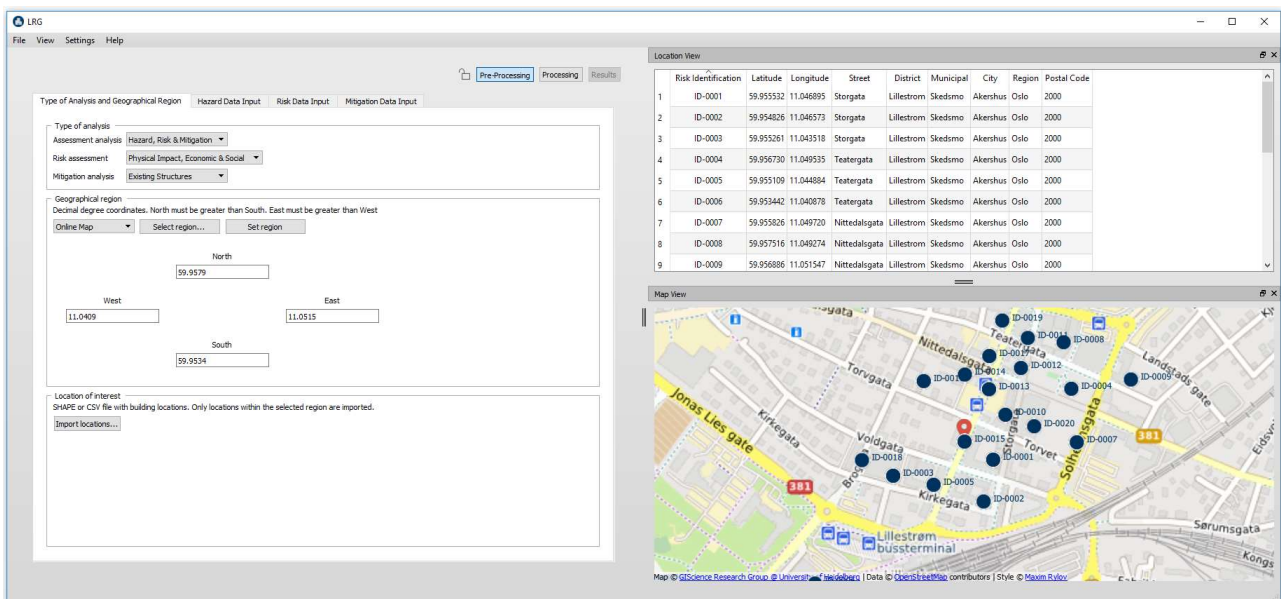 LRG
File View Settings Help
Pre-Processing Processing Results
Type of Analysis and Geographical Region Hazard Data Input Risk Data Input Mitigation Data Input
Type of analysis
Assessment analysis Hazard, Risk & Mitigation
Risk assessment Physical Impact, Economic & Social
Mitigation analysis Existing Structures
Geographical region
Decimal degree coordinates. North must be greater than South. East must be greater than West
Online Map Select region... Set region
North
59.9579
West East
11.0409 11.0515
South
59.9534
Location of interest
SHAPE or CSV file with building locations. Only locations within the selected region are imported.
Import locations...
Location View
Risk Identification Latitude Longitude Street District Municipal City Region Postal Code
1 ID-0001 59.955532 11.046895 Storgata Lillestrom Skedsmo Akershus Oslo 2000
2 ID-0002 59.954826 11.046573 Storgata Lillestrom Skedsmo Akershus Oslo 2000
3 ID-0003 59.955261 11.043518 Storgata Lillestrom Skedsmo Akershus Oslo 2000
4 ID-0004 59.956730 11.049535 Teatergata Lillestrom Skedsmo Akershus Oslo 2000
5 ID-0005 59.955109 11.044884 Teatergata Lillestrom Skedsmo Akershus Oslo 2000
6 ID-0006 59.953442 11.040878 Teatergata Lillestrom Skedsmo Akershus Oslo 2000
7 ID-0007 59.955826 11.049720 Nittedalsgata Lillestrom Skedsmo Akershus Oslo 2000
8 ID-0008 59.957516 11.049274 Nittedalsgata Lillestrom Skedsmo Akershus Oslo 2000
9 ID-0009 59.956886 11.051547 Nittedalsgata Lillestrom Skedsmo Akershus Oslo 2000
Map View
ID-0019
Teatergata
ID-0008
Nittedalsgata
ID-0017
ID-0012
Landstads gate
ID-0009
Torvgata
ID-0014
ID-0013
ID-0004
Jonas Lies gate
Kirkegata
ID-0010
Storgata
ID-0020
Solheimsgata
381
Voldgata
ID-0015
Torvet
ID-0007
ID-0018
ID-0001
ID-0003
ID-0005
381
Kirkegata
ID-0002
Sørumsgata
Lillestrøm
bussterminal
Map © GIScience Research Group @ University of Heidelberg | Data © OpenStreetMap contributors | Style © Maxim Rylov